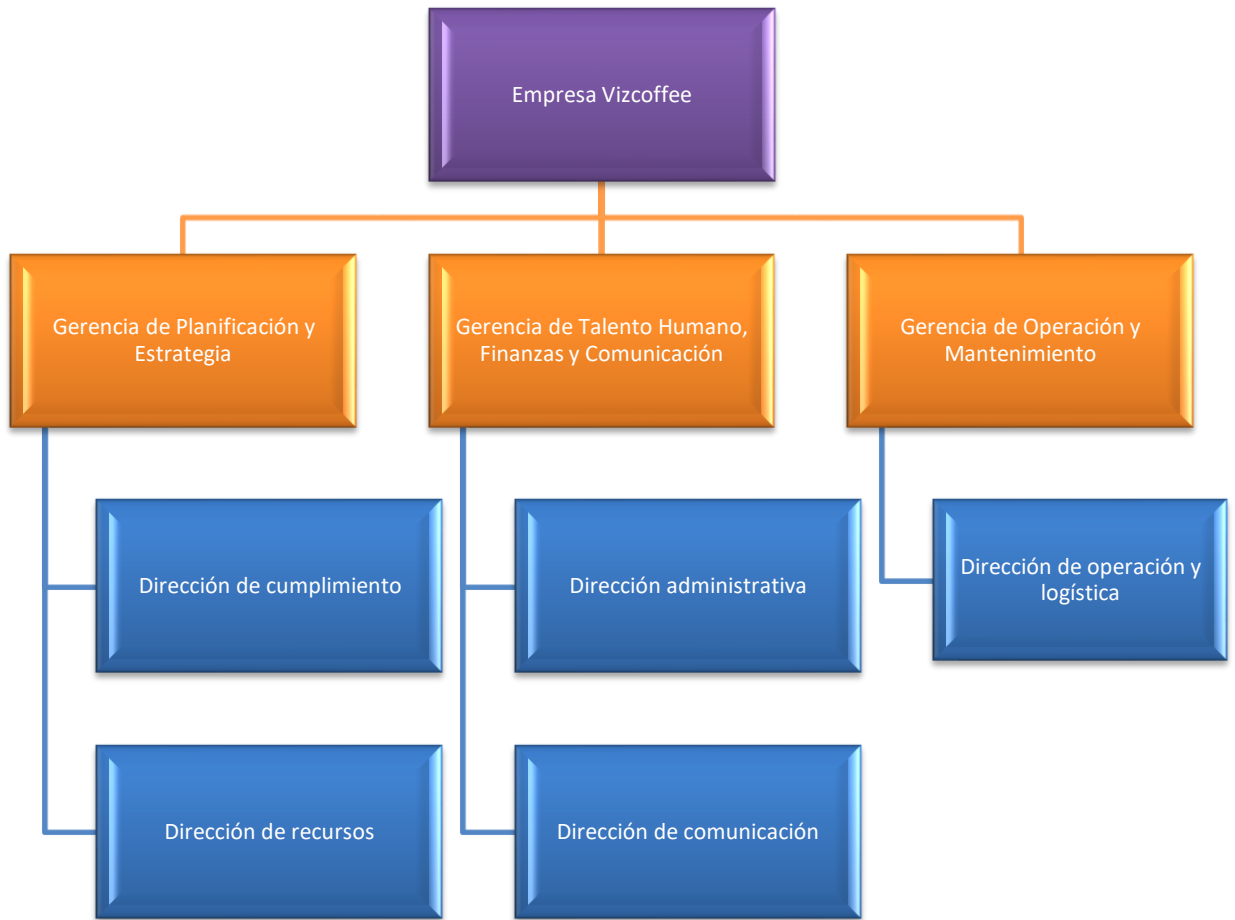 Empresa Vizcoffee
Gerencia de Planificación y
Estrategia
Gerencia de Talento Humano,
Finanzas y Comunicación
Gerencia de Operación y
Mantenimiento
Dirección de cumplimiento
Dirección administrativa
Dirección de operación y
logística
Dirección de recursos
Dirección de comunicación